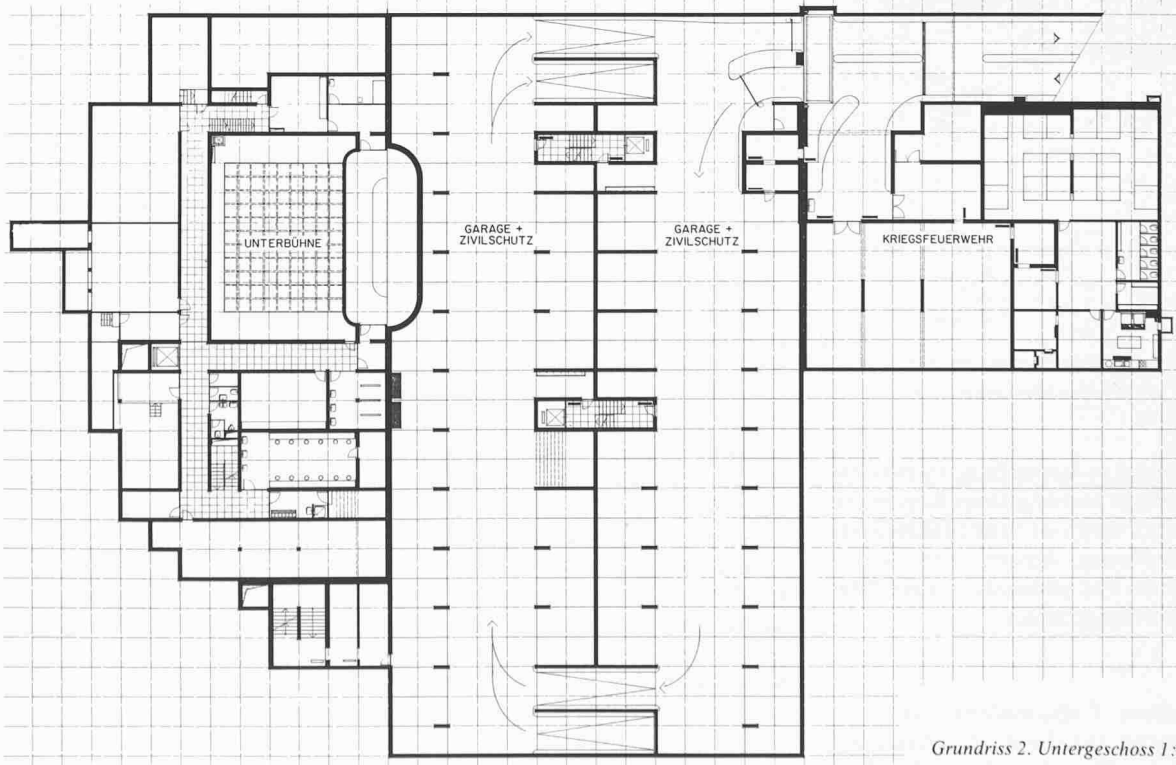 UNTERBÜHNE
GARAGE +
ZIVILSCHUTZ
GARAGE +
ZIVILSCHUTZ
KRIEGSFEUERWEHR
Grundriss 2. Untergeschoss 1: